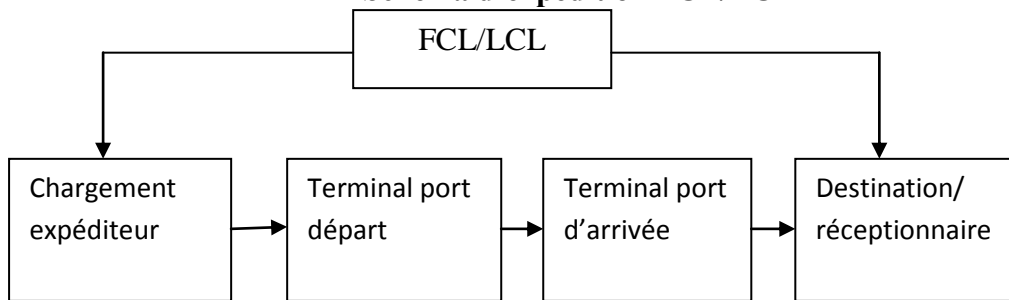 FCL/LCL
Chargement
expéditeur
Terminal port
départ
Terminal port
d'arrivée
Destination/
réceptionnaire